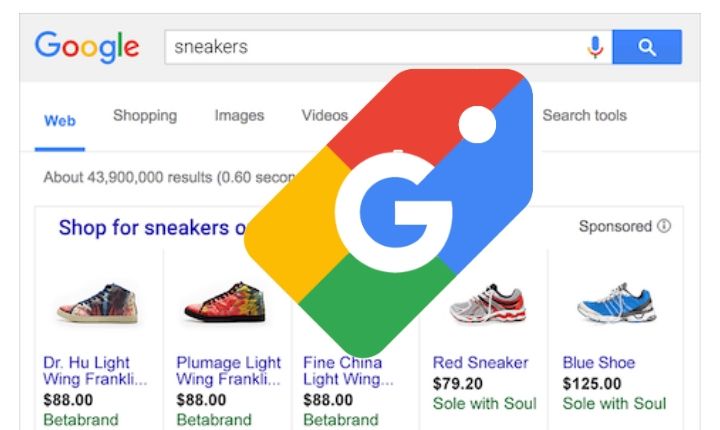 Google
sneakers
Web Shopping Images Videos Search tools
About 43,900,000 results (0.60 secon
Shop for sneakers o
Sponsored
G
Dr. Hu Light
Wing Frankli...
$88.00
Betabrand
Plumage Light
Wing Frankli...
$88.00
Betabrand
Fine China
Light Wing...
$88.00
Betabrand
Red Sneaker
$79.20
Sole with Soul
Blue Shoe
$125.00
Sole with Soul